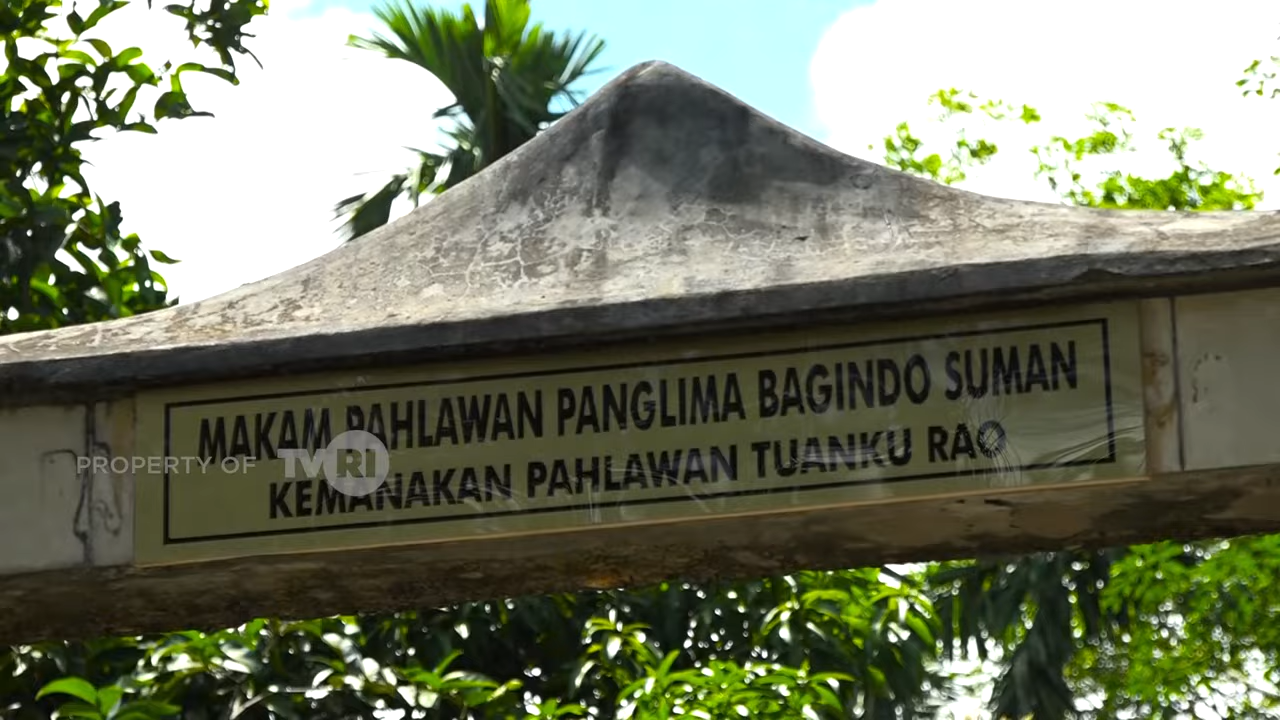 MAKAM PAHLAWAN PANGLIMA BAGINDO SUMAN
KEMANAKAN PAHLAWAN TUANKU RAO
PROPERTY OF TVRI